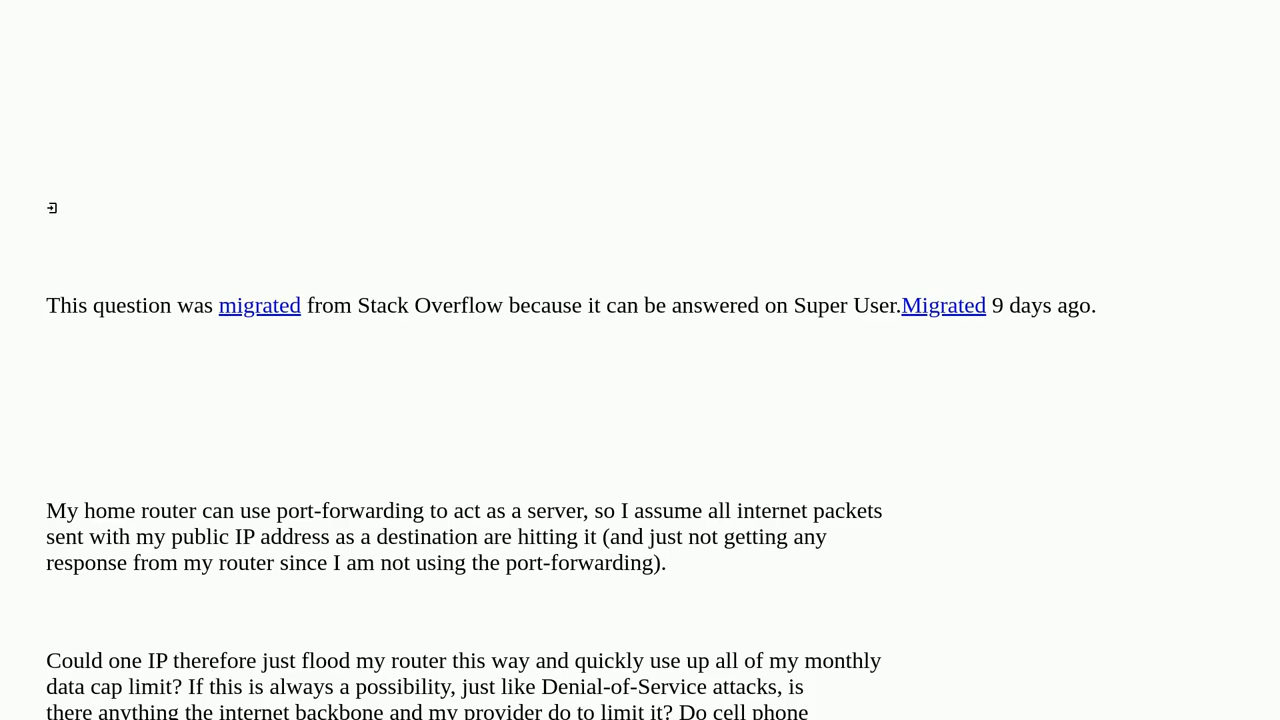 This question was migrated from Stack Overflow because it can be answered on Super User.Migrated 9 days ago.
My home router can use port-forwarding to act as a server, so I assume all internet packets
sent with my public IP address as a destination are hitting it (and just not getting any
response from my router since I am not using the port-forwarding).
Could one IP therefore just flood my router this way and quickly use up all of my monthly
data cap limit? If this is always a possibility, just like Denial-of-Service attacks, is
there anything the internet backbone and my provider do to limit it? Do cell phone